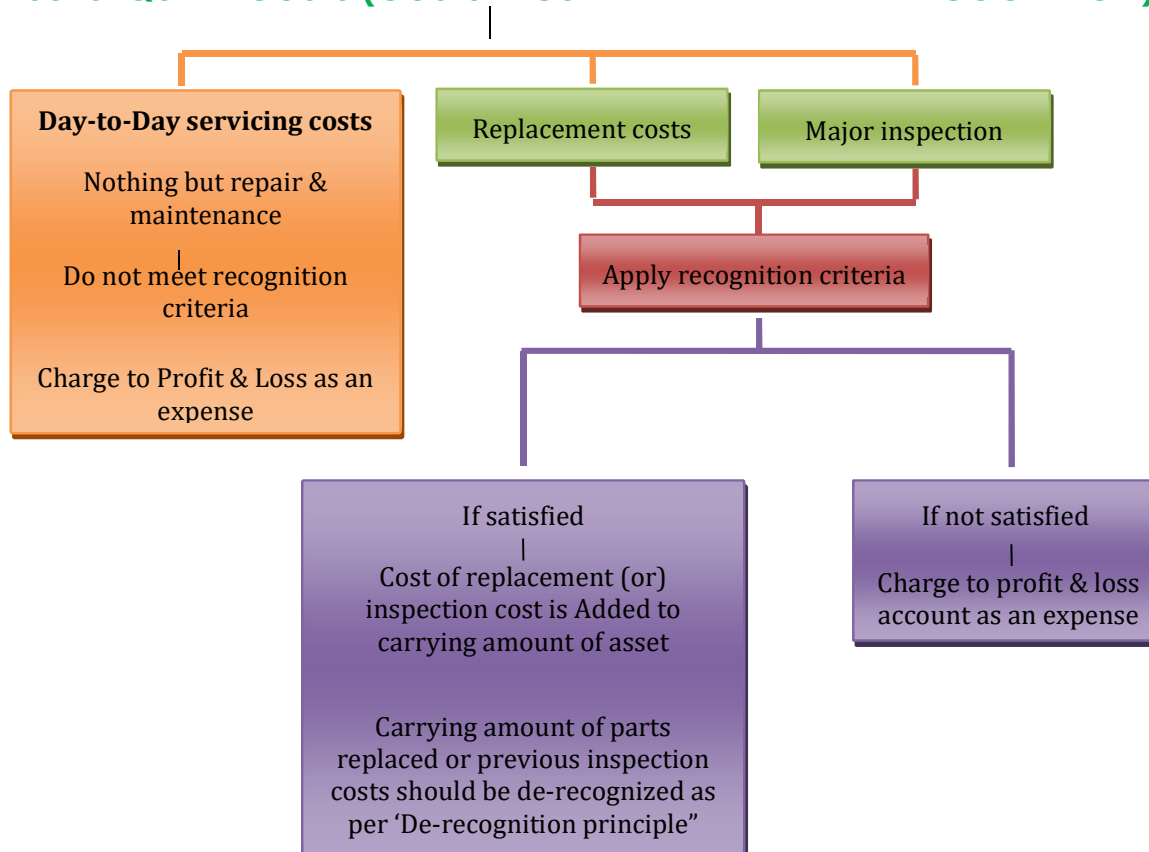 Day-to-Day servicing costs
Nothing but repair &
maintenance
Do not meet recognition
criteria
Charge to Profit & Loss as an
expense
Replacement costs
Major inspection
Apply recognition criteria
If satisfied
Cost of replacement (or)
inspection cost is Added to
carrying amount of asset
Carrying amount of parts
replaced or previous inspection
costs should be de-recognized as
per ‘De-recognition principle”
If not satisfied
Charge to profit & loss
account as an expense